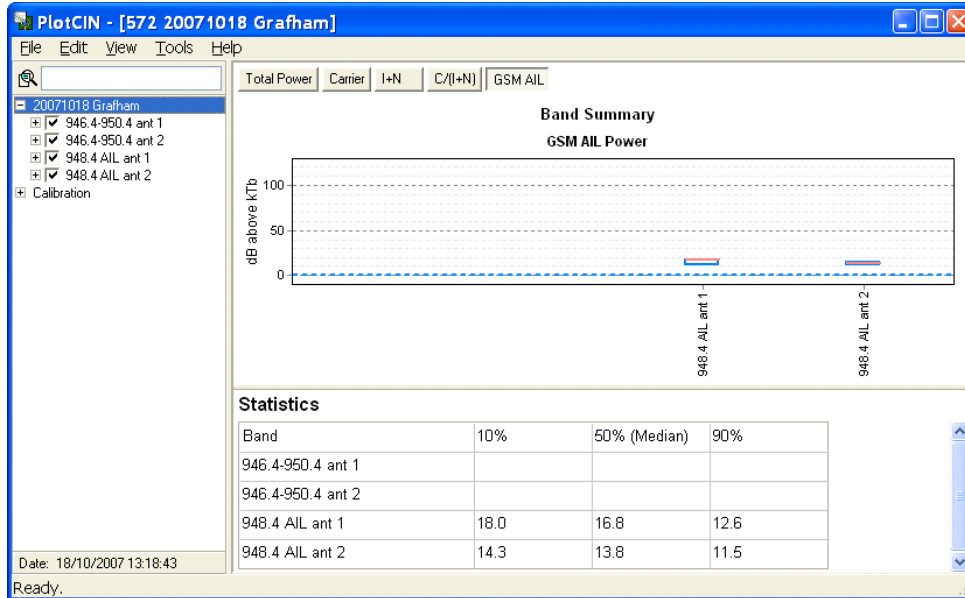 PlotCIN - [572 20071018 Grafham]
File Edit View Tools Help
Total Power Carrier I+N C/(I+N) GSM AIL
20071018 Grafham
946.4-950.4 ant 1
946.4-950.4 ant 2
948.4 AIL ant 1
948.4 AIL ant 2
Calibration
Date: 18/10/2007 13:18:43
Band Summary
GSM AIL Power
dB above kTb
100
50
0
948.4 AIL ant 1
948.4 AIL ant 2
Statistics
Band 10% 50% (Median) 90%
946.4-950.4 ant 1
946.4-950.4 ant 2
948.4 AIL ant 1 18.0 16.8 12.6
948.4 AIL ant 2 14.3 13.8 11.5
Ready.